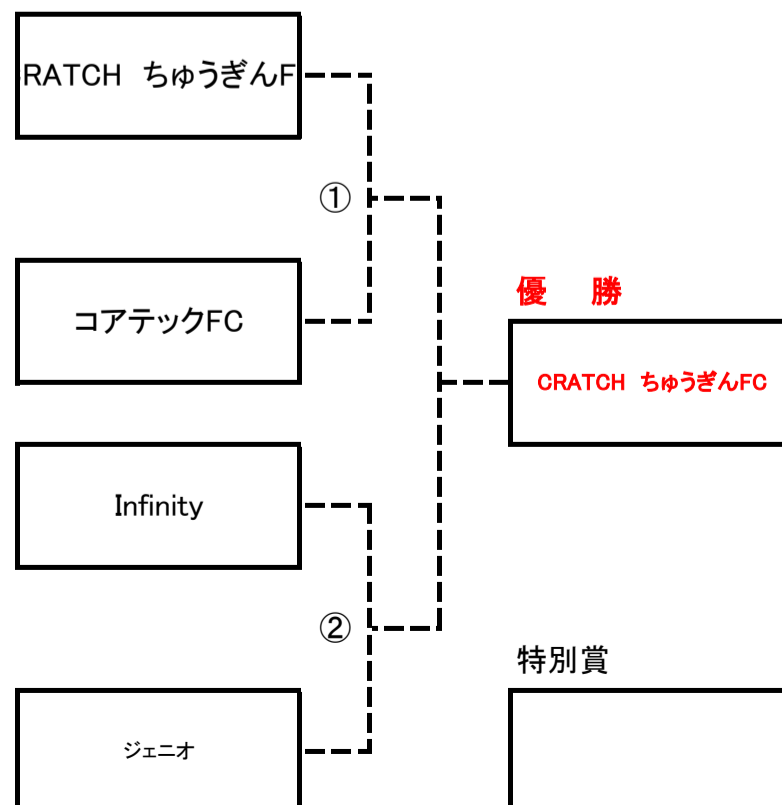 RATCH ちゅうぎんF
①
コアテックFC
優 勝
CRATCH ちゅうぎんFC
Infinity
②
特別賞
ジェニオ